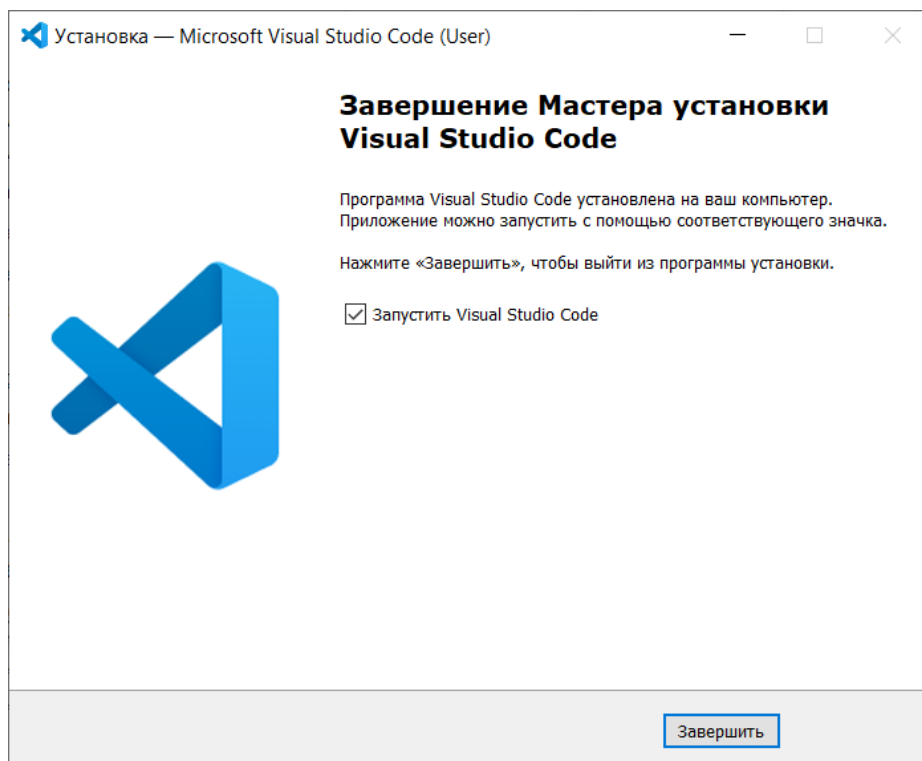 Установка — Microsoft Visual Studio Code (User)
Завершение Мастера установки
Visual Studio Code
Программа Visual Studio Code установлена на ваш компьютер.
Приложение можно запустить с помощью соответствующего значка.
Нажмите «Завершить», чтобы выйти из программы установки.
Запустить Visual Studio Code
Завершить